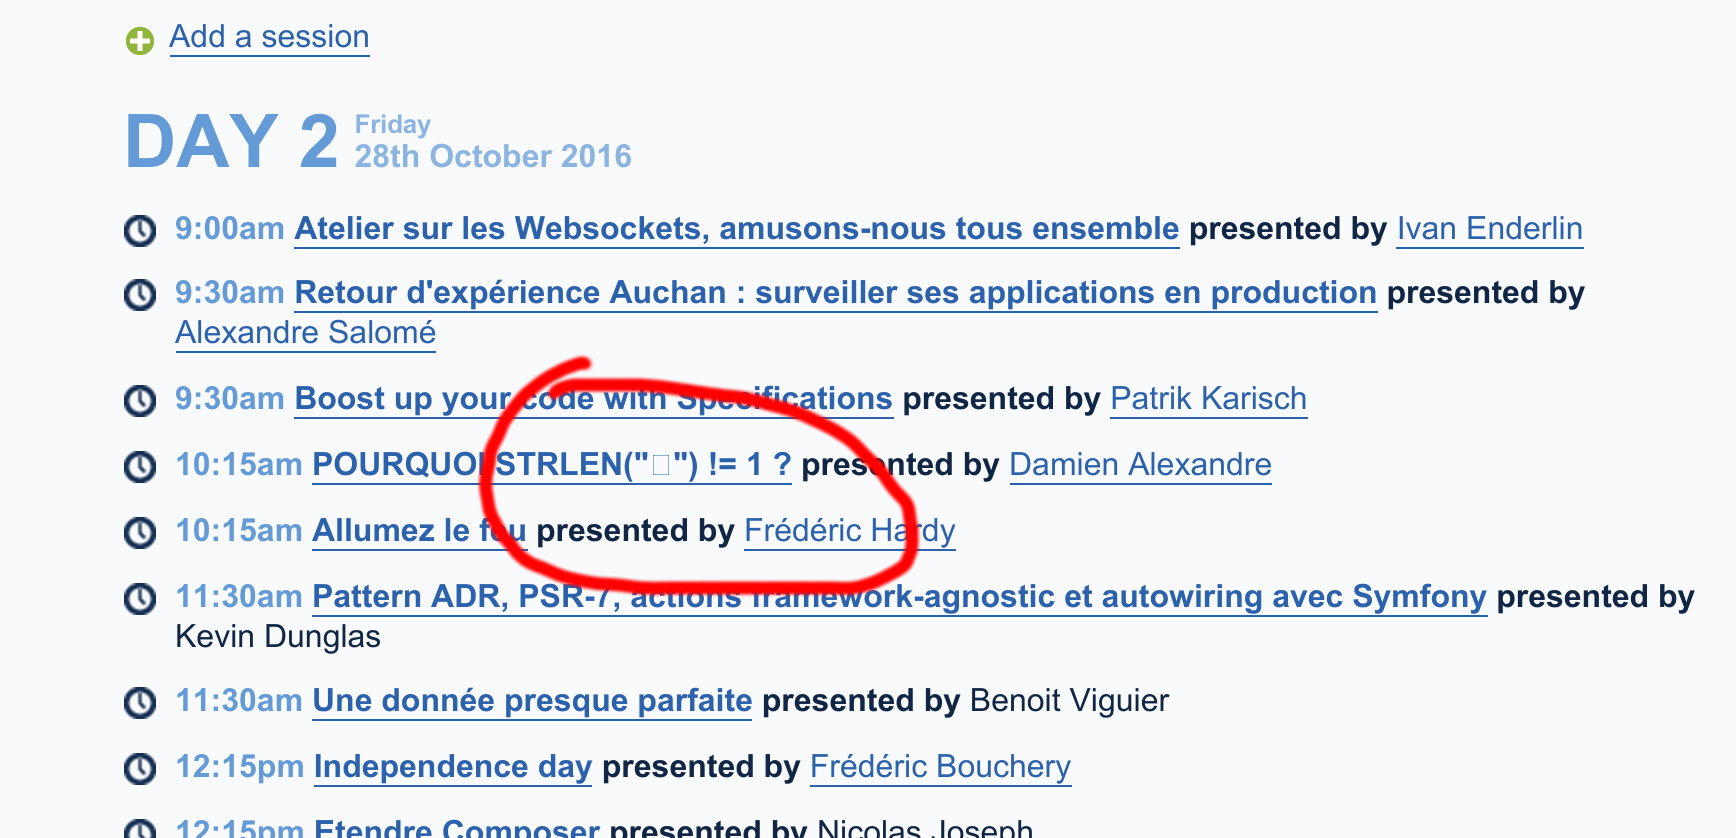 Add a session
DAY 2 Friday
28th October 2016
9:00am Atelier sur les Websockets, amusons-nous tous ensemble presented by Ivan Enderlin
9:30am Retour d'expérience Auchan : surveiller ses applications en production presented by
Alexandre Salomé
9:30am Boost up your code with Specifications presented by Patrik Karisch
10:15am POURQUOI STRLEN("□") != 1 ? presented by Damien Alexandre
10:15am Allumez le feu presented by Frédéric Hardy
11:30am Pattern ADR, PSR-7, actions framework-agnostic et autowiring avec Symfony presented by
Kevin Dunglas
11:30am Une donnée presque parfaite presented by Benoit Viguier
12:15pm Independence day presented by Frédéric Bouchery
12:15pm Etendre Composer presented by Nicolas Joseph